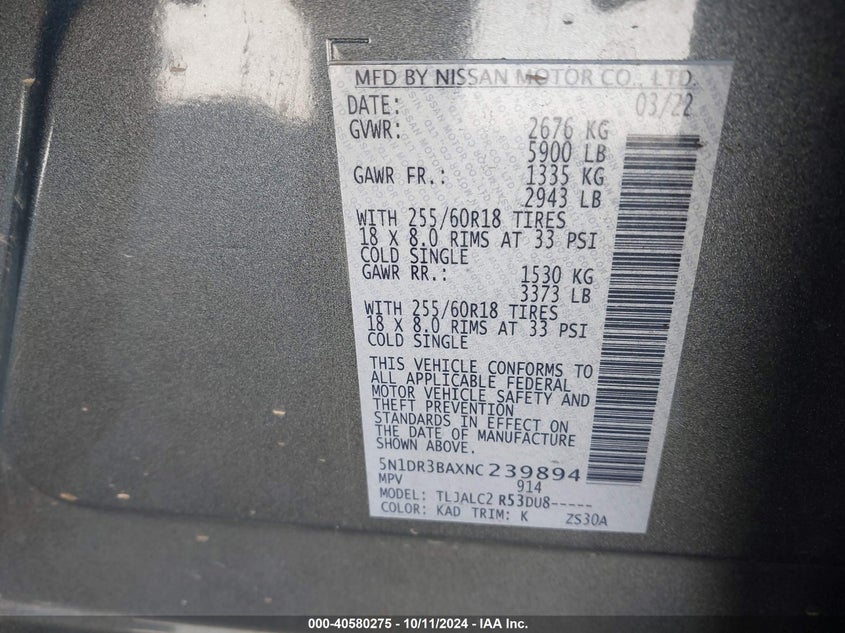 MFD BY NISSAN MOTOR CO., LTD.
DATE: 03/22
GVWR: 2676 KG
5900 LB
GAWR FR.: 1335 KG
2943 LB
WITH 255/60R18 TIRES
18 X 8.0 RIMS AT 33 PSI
COLD SINGLE
GAWR RR.: 1530 KG
3373 LB
WITH 255/60R18 TIRES
18 X 8.0 RIMS AT 33 PSI
COLD SINGLE
THIS VEHICLE CONFORMS TO
ALL APPLICABLE FEDERAL
MOTOR VEHICLE SAFETY AND
THEFT PREVENTION
STANDARDS IN EFFECT ON
THE DATE OF MANUFACTURE
SHOWN ABOVE.
5N1DR3BAXNC239894
MPV 914
MODEL: TLJALC2 R53DU8-----
COLOR: KAD TRIM: K ZS30A
000-40580275 - 10/11/2024 - IAA Inc.